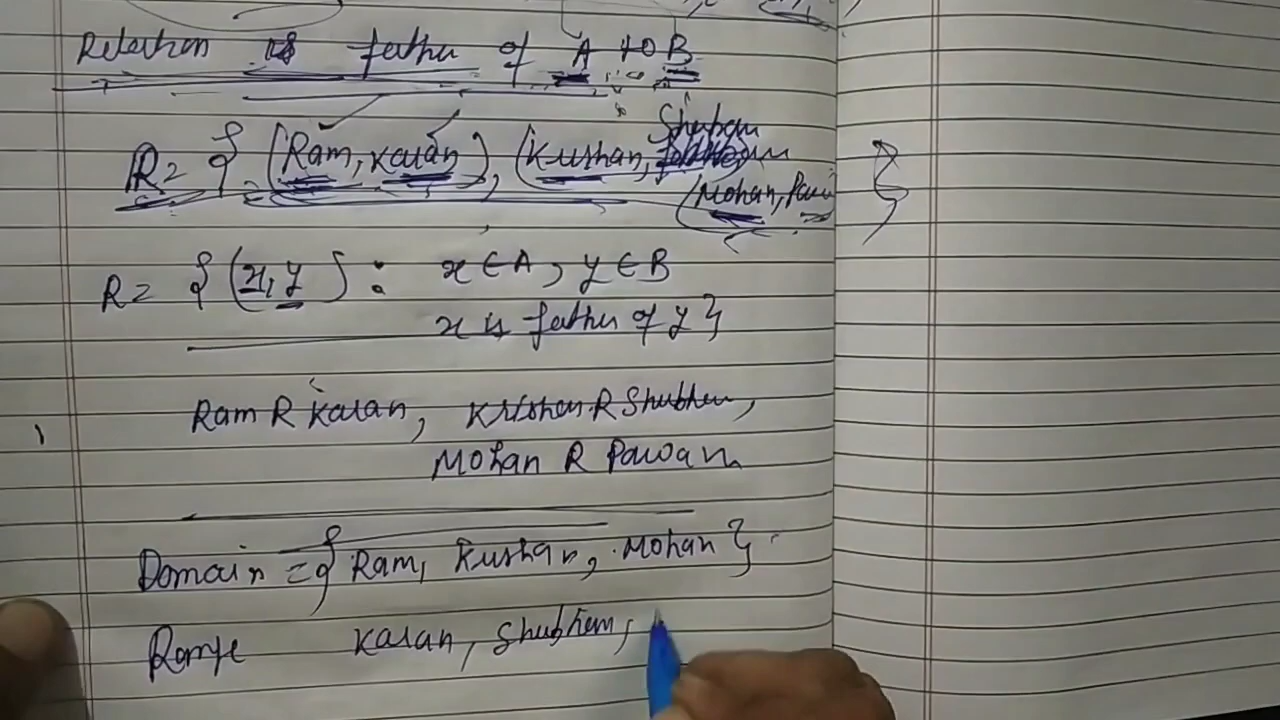 Relation is father of A to B
R = { (Ram, Karan), (Krishan, Shubham
(Mohan, Pawan }
R = { (x, y) : x ∈ A, y ∈ B
x is father of y }
Ram R Karan, Krishan R Shubham,
Mohan R Pawan
Domain = { Ram, Krishan, Mohan }
Range Karan, Shubham,